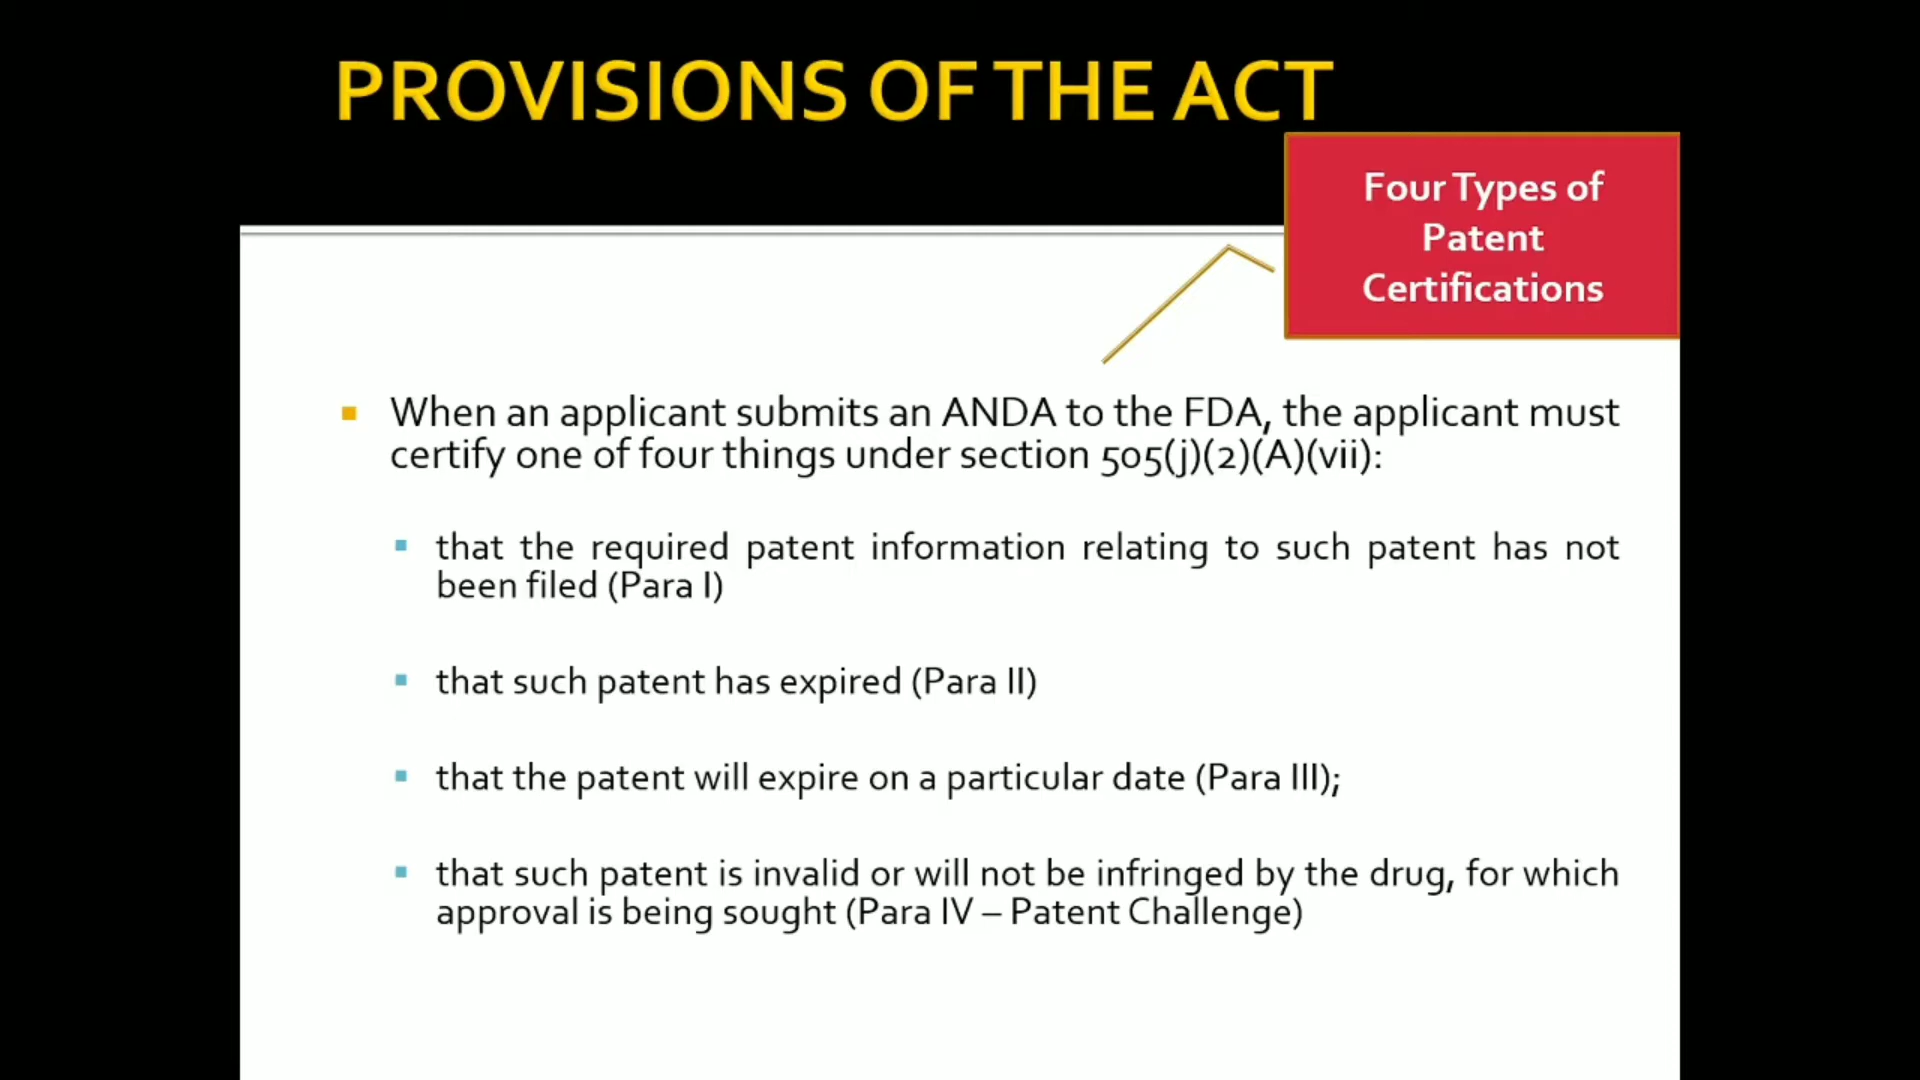 PROVISIONS OF THE ACT
Four Types of
Patent
Certifications
When an applicant submits an ANDA to the FDA, the applicant must
certify one of four things under section 505(j)(2)(A)(vii):
that the required patent information relating to such patent has not
been filed (Para I)
that such patent has expired (Para II)
that the patent will expire on a particular date (Para III);
that such patent is invalid or will not be infringed by the drug, for which
approval is being sought (Para IV – Patent Challenge)